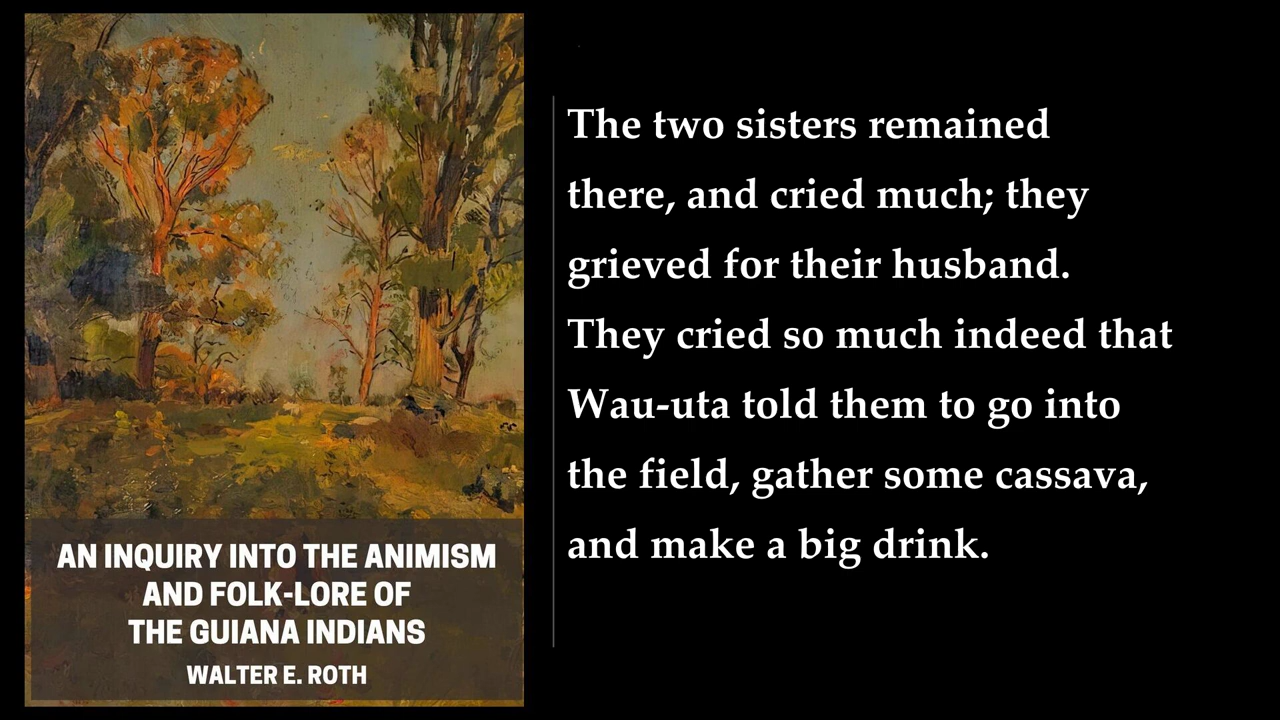 AN INQUIRY INTO THE ANIMISM
AND FOLK-LORE OF
THE GUIANA INDIANS
WALTER E. ROTH
The two sisters remained
there, and cried much; they
grieved for their husband.
They cried so much indeed that
Wau-uta told them to go into
the field, gather some cassava,
and make a big drink.